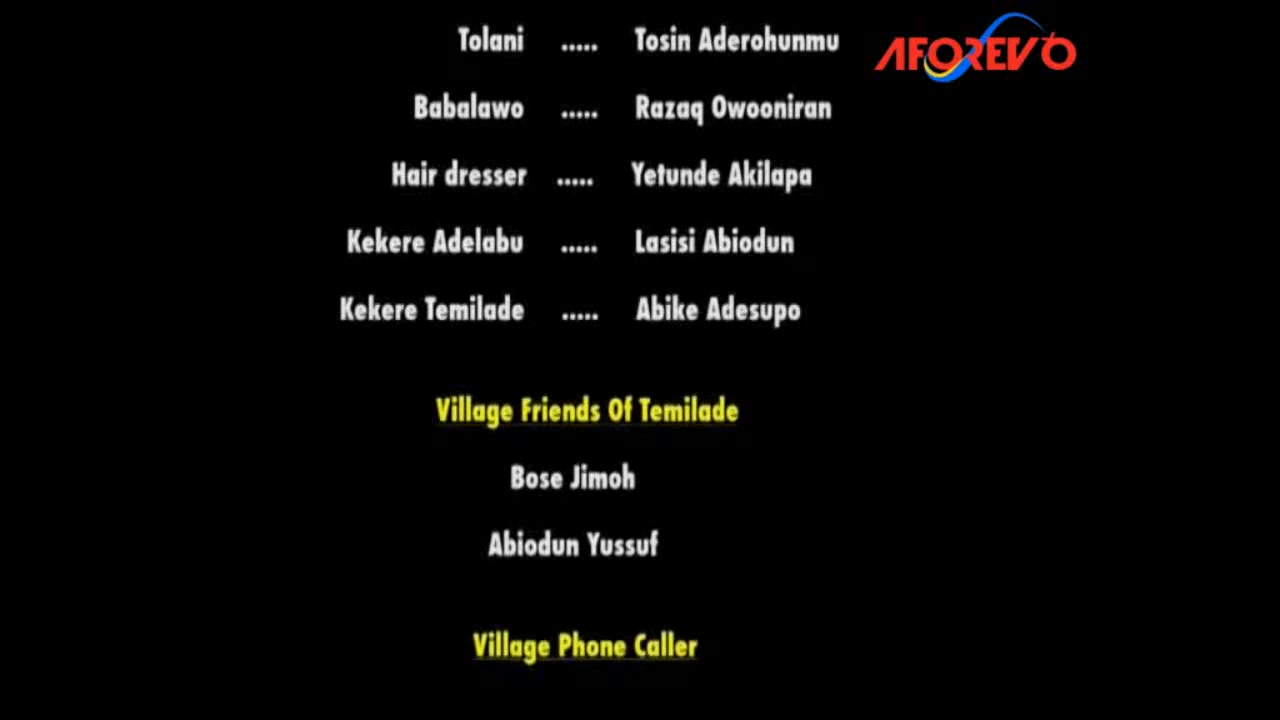 Tolani ..... Tosin Aderohunmu
AFOREVO
Babalawo ..... Razaq Owooniran
Hair dresser ..... Yetunde Akilapa
Kekere Adelabu ..... Lasisi Abiodun
Kekere Temilade ..... Abike Adesupo
Village Friends Of Temilade
Bose Jimoh
Abiodun Yussuf
Village Phone Caller